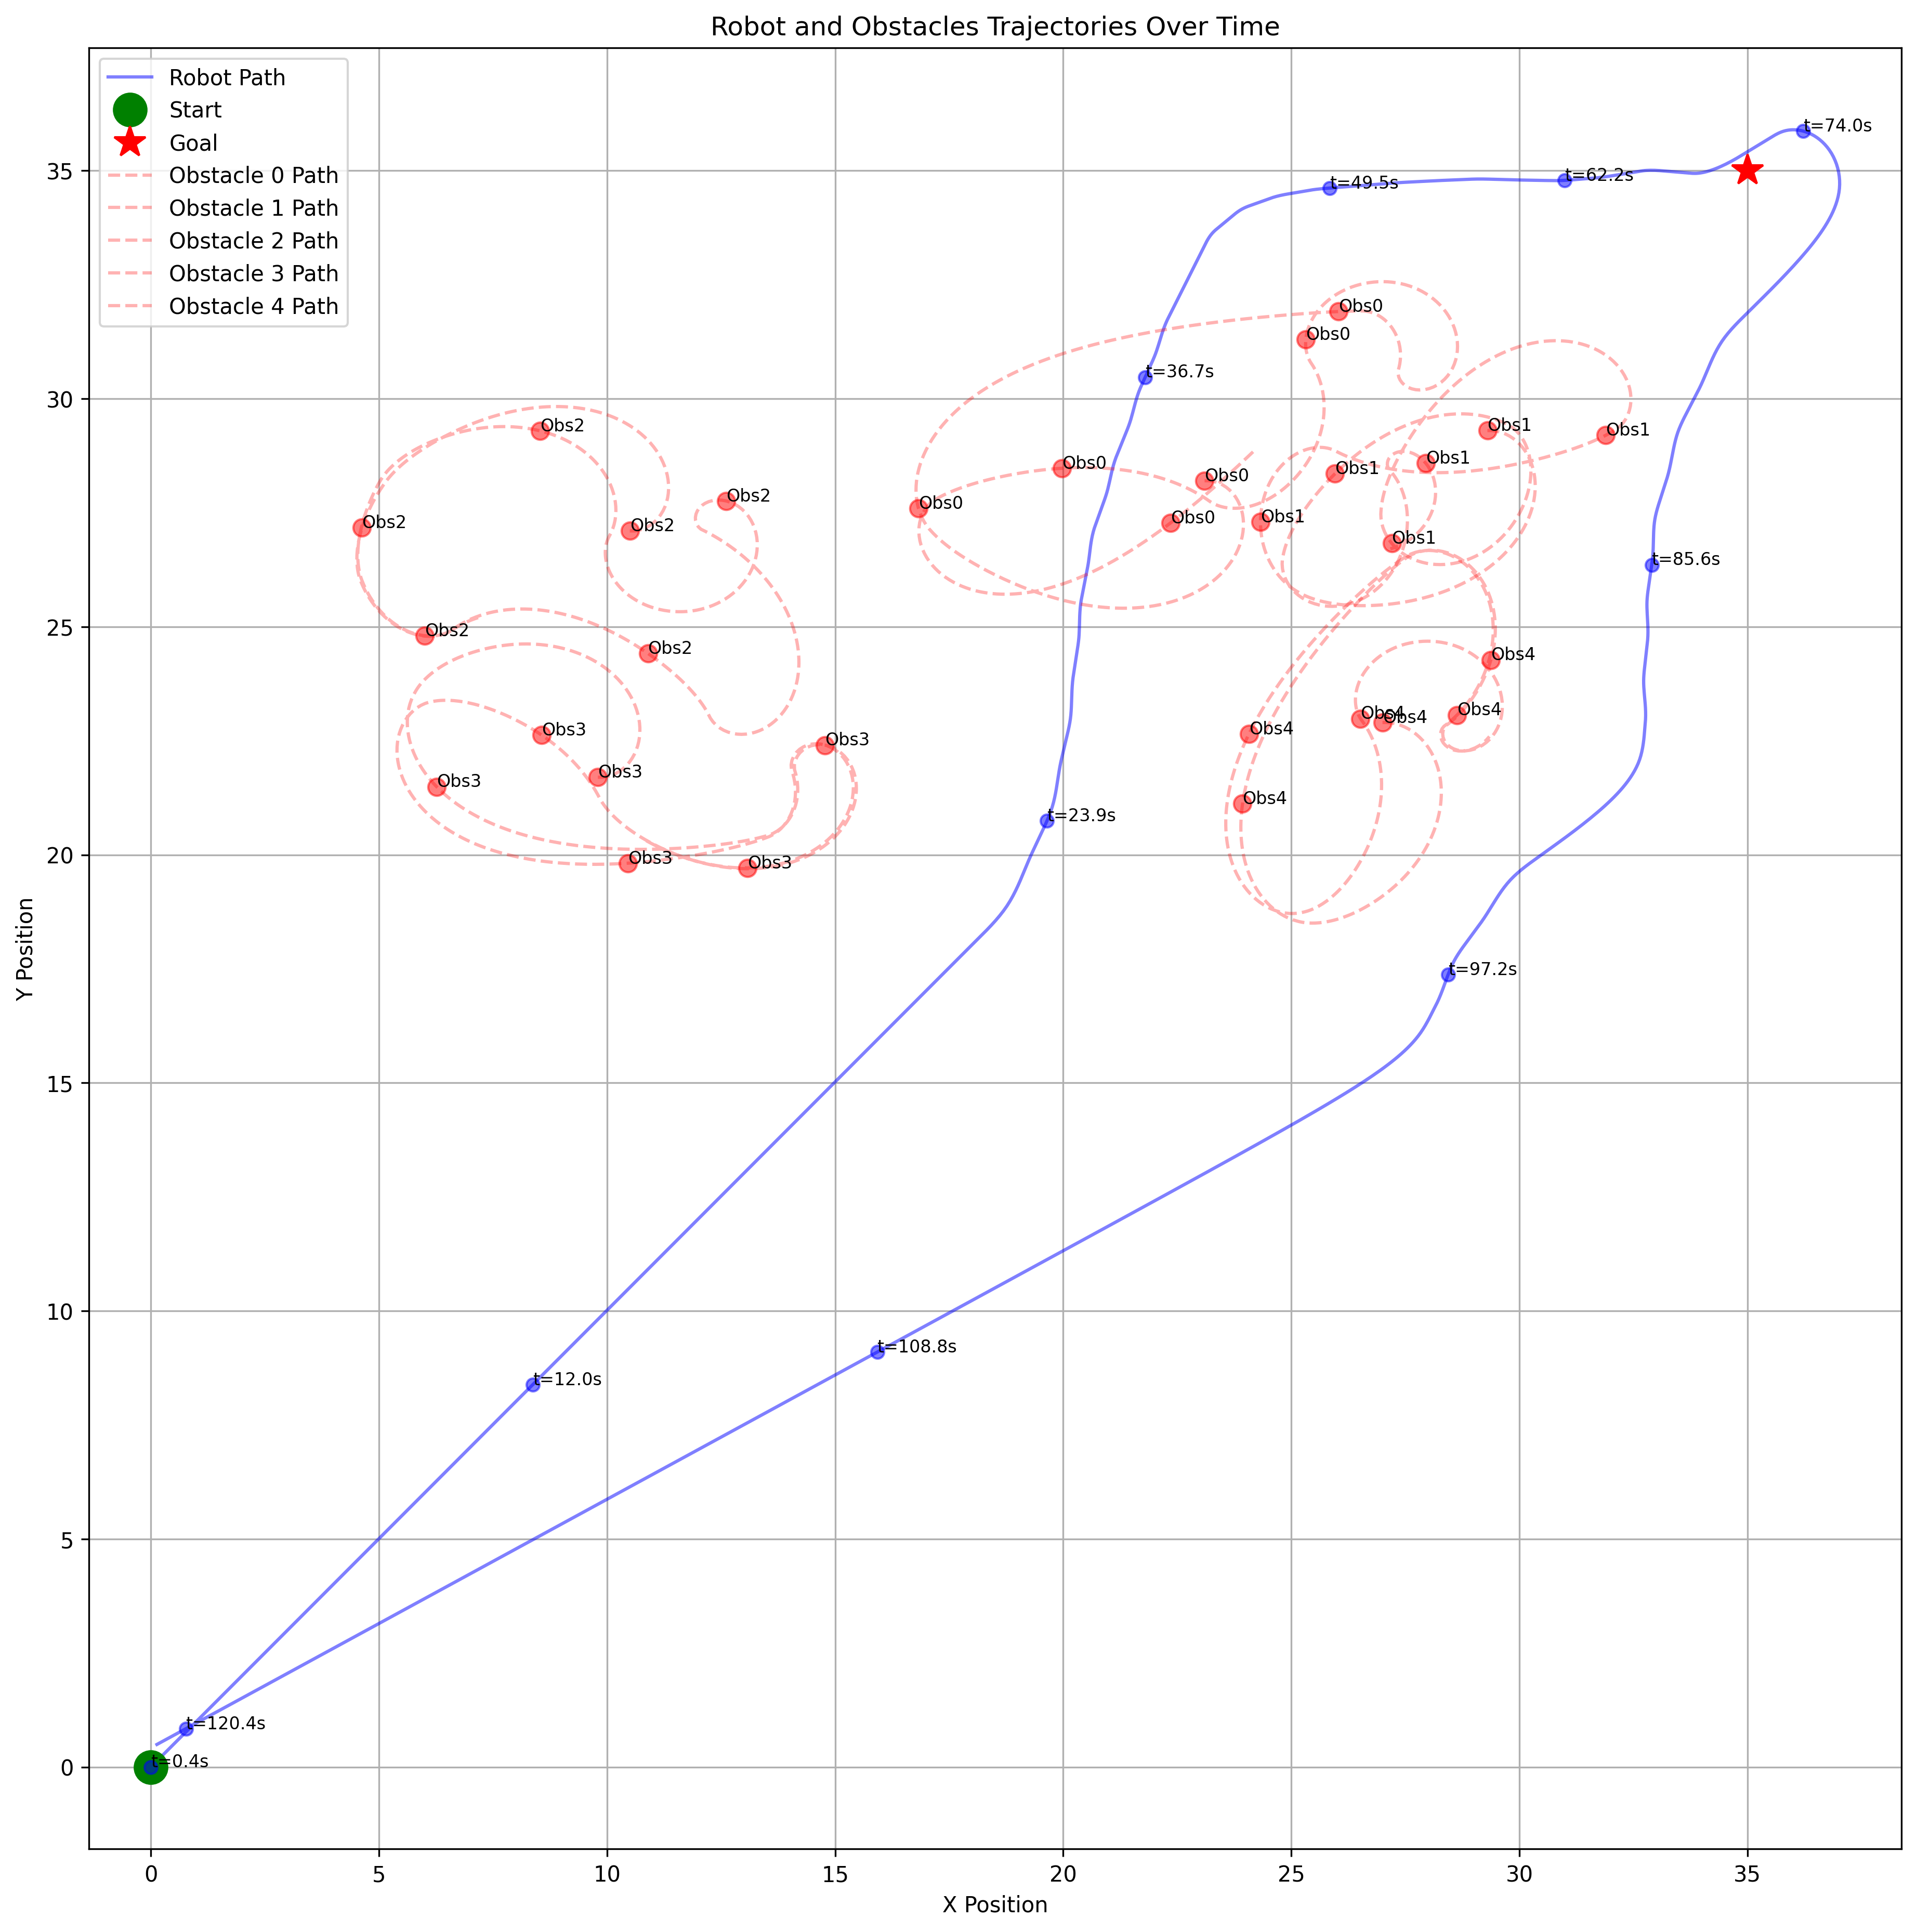 Robot and Obstacles Trajectories Over Time
Robot Path
Start
Goal
Obstacle 0 Path
Obstacle 1 Path
Obstacle 2 Path
Obstacle 3 Path
Obstacle 4 Path
t=74.0s
35
t=49.5s
t=62.2s
Obs0
Obs0
t=36.7s
30
Obs2
Obs1
Obs1
Obs0
Obs1
Obs1
Obs0
Obs2
Obs0
Obs2
Obs2
Obs0
Obs1
Obs1
t=85.6s
25
Obs2
Obs2
Obs4
Obs4
Obs4
Obs4
Obs4
Obs3
Obs3
Obs3
Obs3
Obs4
t=23.9s
20
Obs3
Obs3
t=97.2s
15
10
t=108.8s
t=12.0s
5
t=120.4s
0
t=0.4s
0
5
10
15
20
25
30
35
X Position
Y Position